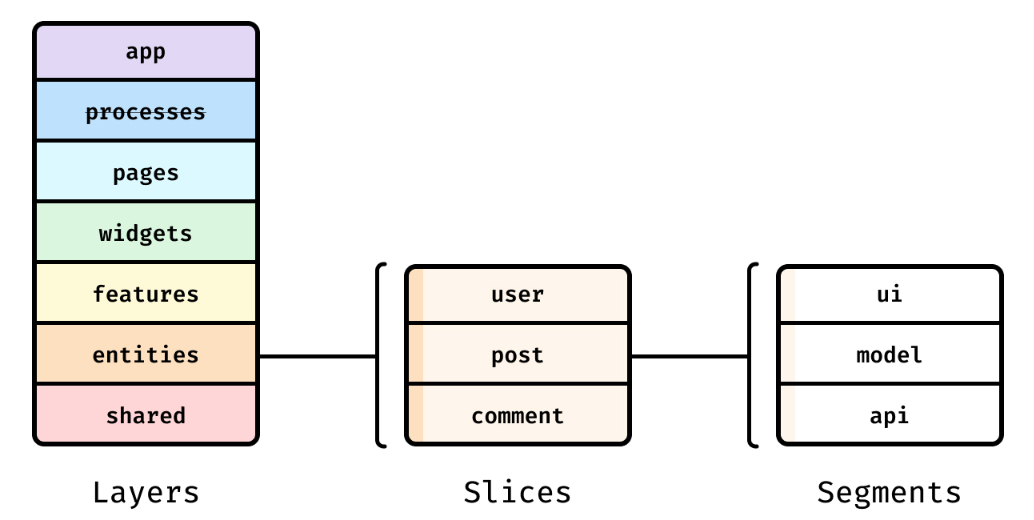 app
processes
pages
widgets
features
entities
shared
Layers
user
post
comment
Slices
ui
model
api
Segments